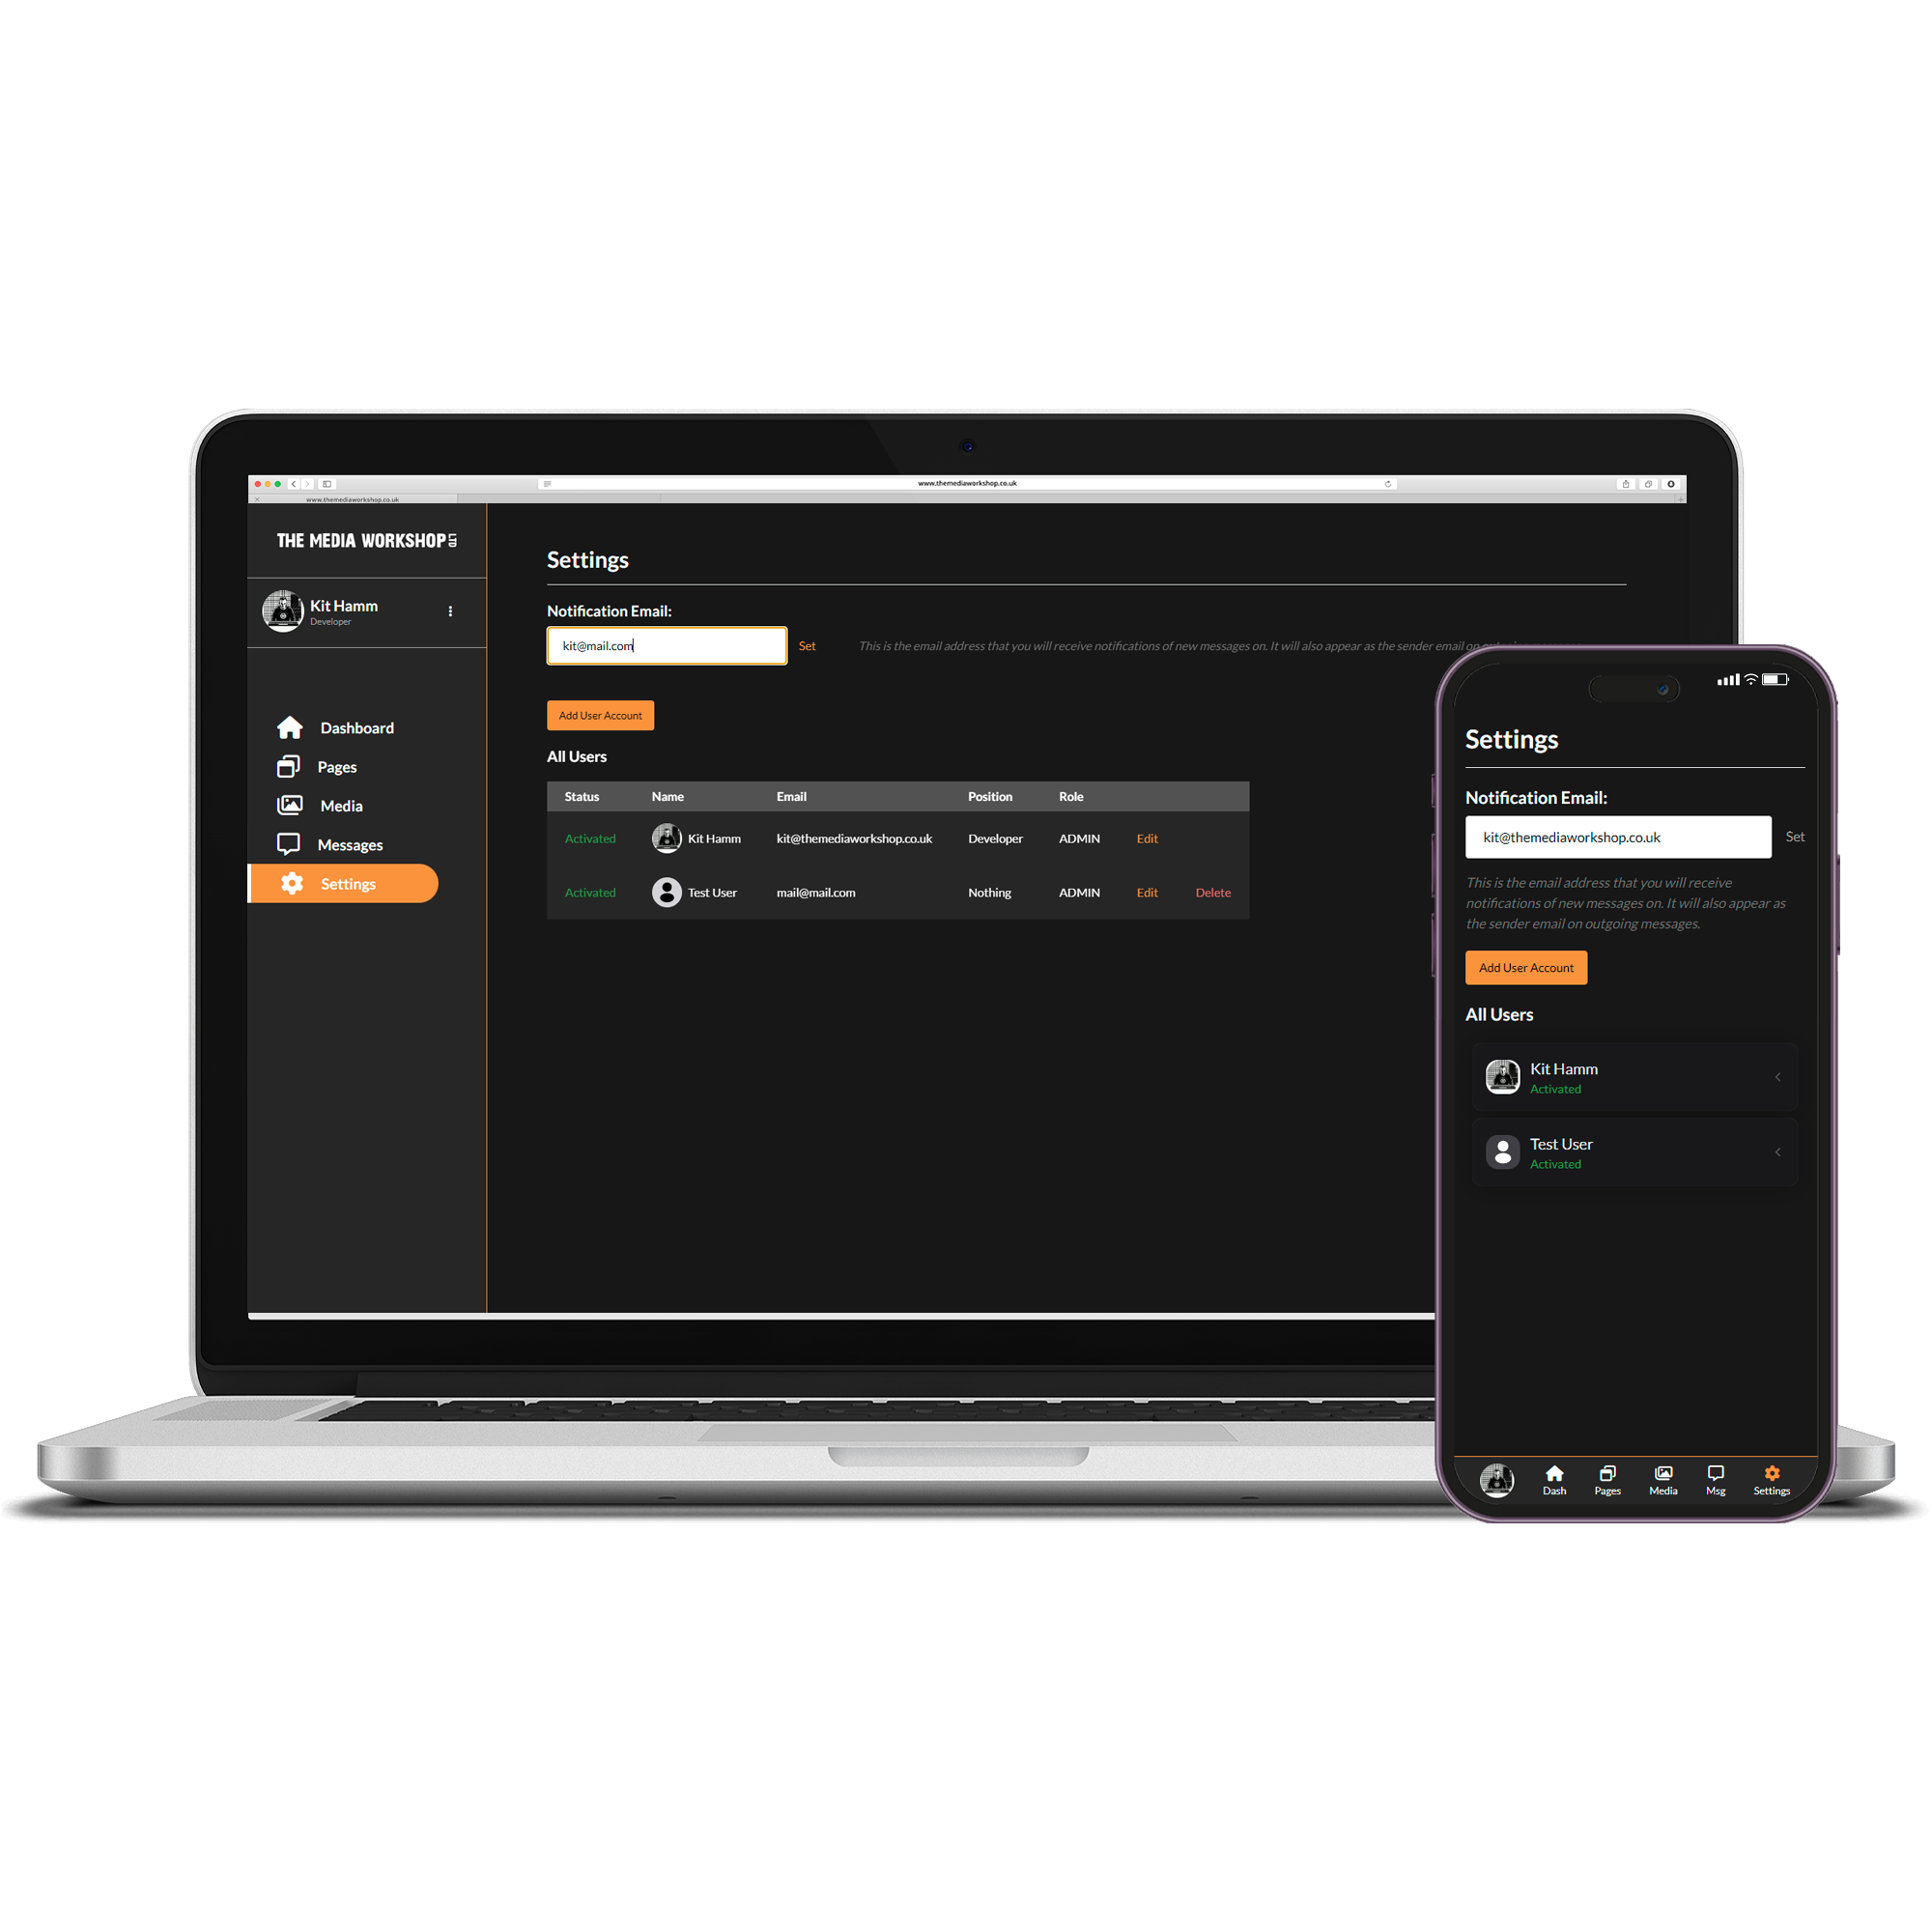 www.themediaworkshop.co.uk
www.themediaworkshop.co.uk
THE MEDIA WORKSHOP LTD
Kit Hamm
Developer
Dashboard
Pages
Media
Messages
Settings
Settings
Notification Email:
kit@mail.com Set This is the email address that you will receive notifications of new messages on. It will also appear as the sender email on
Add User Account
All Users
Status Name Email Position Role
Activated Kit Hamm kit@themediaworkshop.co.uk Developer ADMIN Edit
Activated Test User mail@mail.com Nothing ADMIN Edit Delete
Settings
Notification Email:
kit@themediaworkshop.co.uk Set
This is the email address that you will receive
notifications of new messages on. It will also appear as
the sender email on outgoing messages.
Add User Account
All Users
Kit Hamm
Activated
Test User
Activated
Dash Pages Media Msg Settings